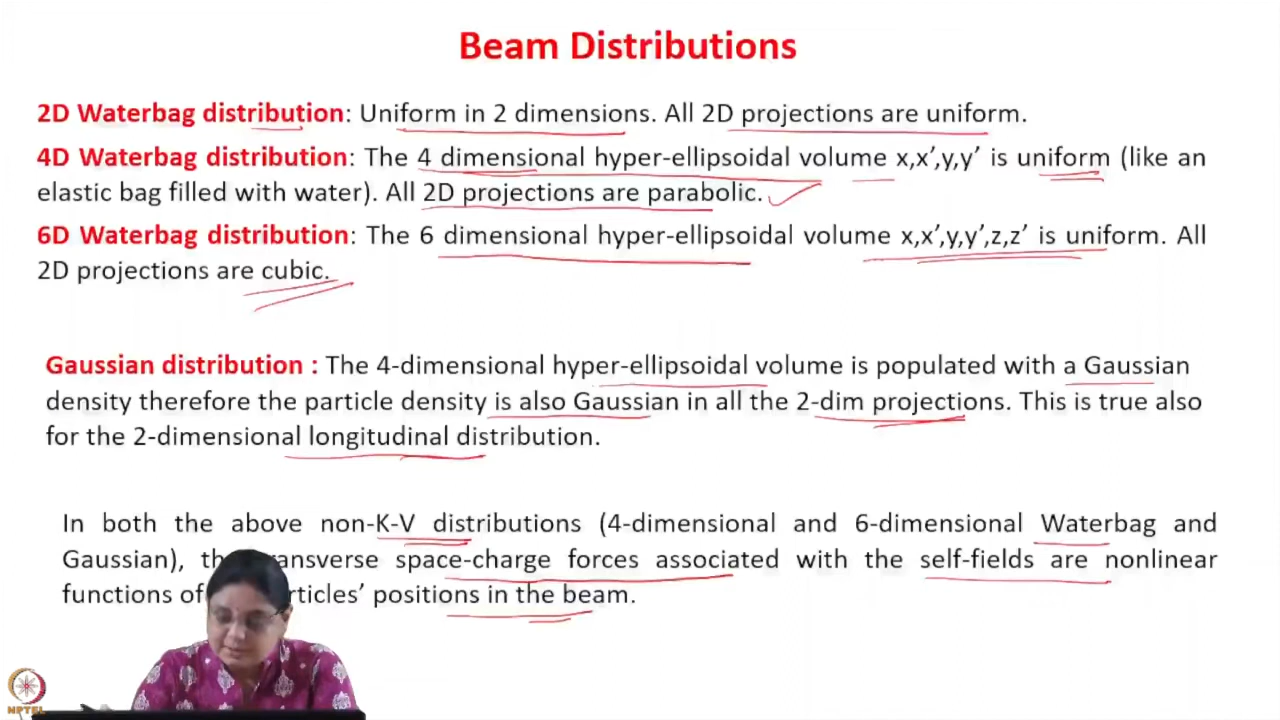 Beam Distributions
2D Waterbag distribution: Uniform in 2 dimensions. All 2D projections are uniform.
4D Waterbag distribution: The 4 dimensional hyper-ellipsoidal volume x,x′,y,y′ is uniform (like an
elastic bag filled with water). All 2D projections are parabolic.
6D Waterbag distribution: The 6 dimensional hyper-ellipsoidal volume x,x′,y,y′,z,z′ is uniform. All
2D projections are cubic.
Gaussian distribution : The 4-dimensional hyper-ellipsoidal volume is populated with a Gaussian
density therefore the particle density is also Gaussian in all the 2-dim projections. This is true also
for the 2-dimensional longitudinal distribution.
In both the above non-K-V distributions (4-dimensional and 6-dimensional Waterbag and
Gaussian), the transverse space-charge forces associated with the self-fields are nonlinear
functions of particles’ positions in the beam.
NPTEL